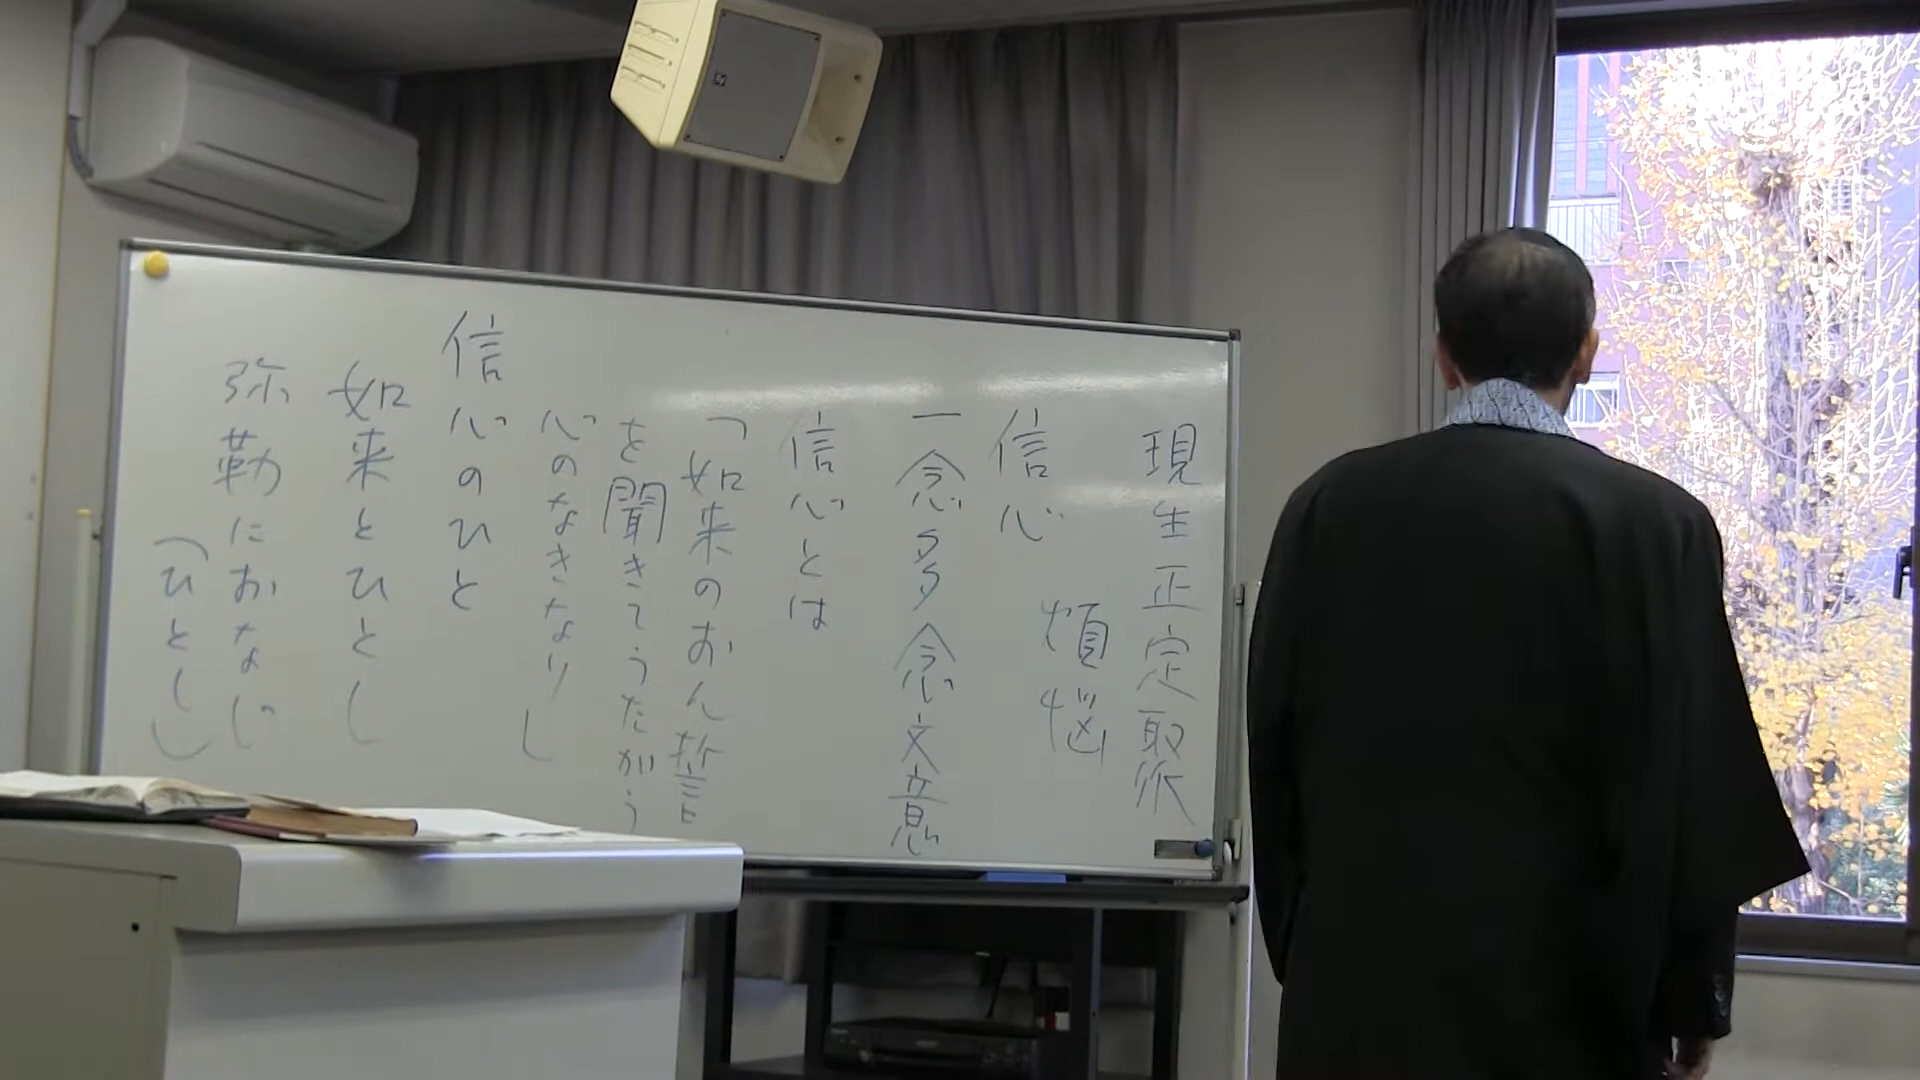 現生正定聚派
煩悩
信心
一念多念文意
信心とは
「如来のおん誓
を聞きてうたがう
心のなきなり」
信心のひと
如来とひとし
弥勒におなじ
(ひとしし)